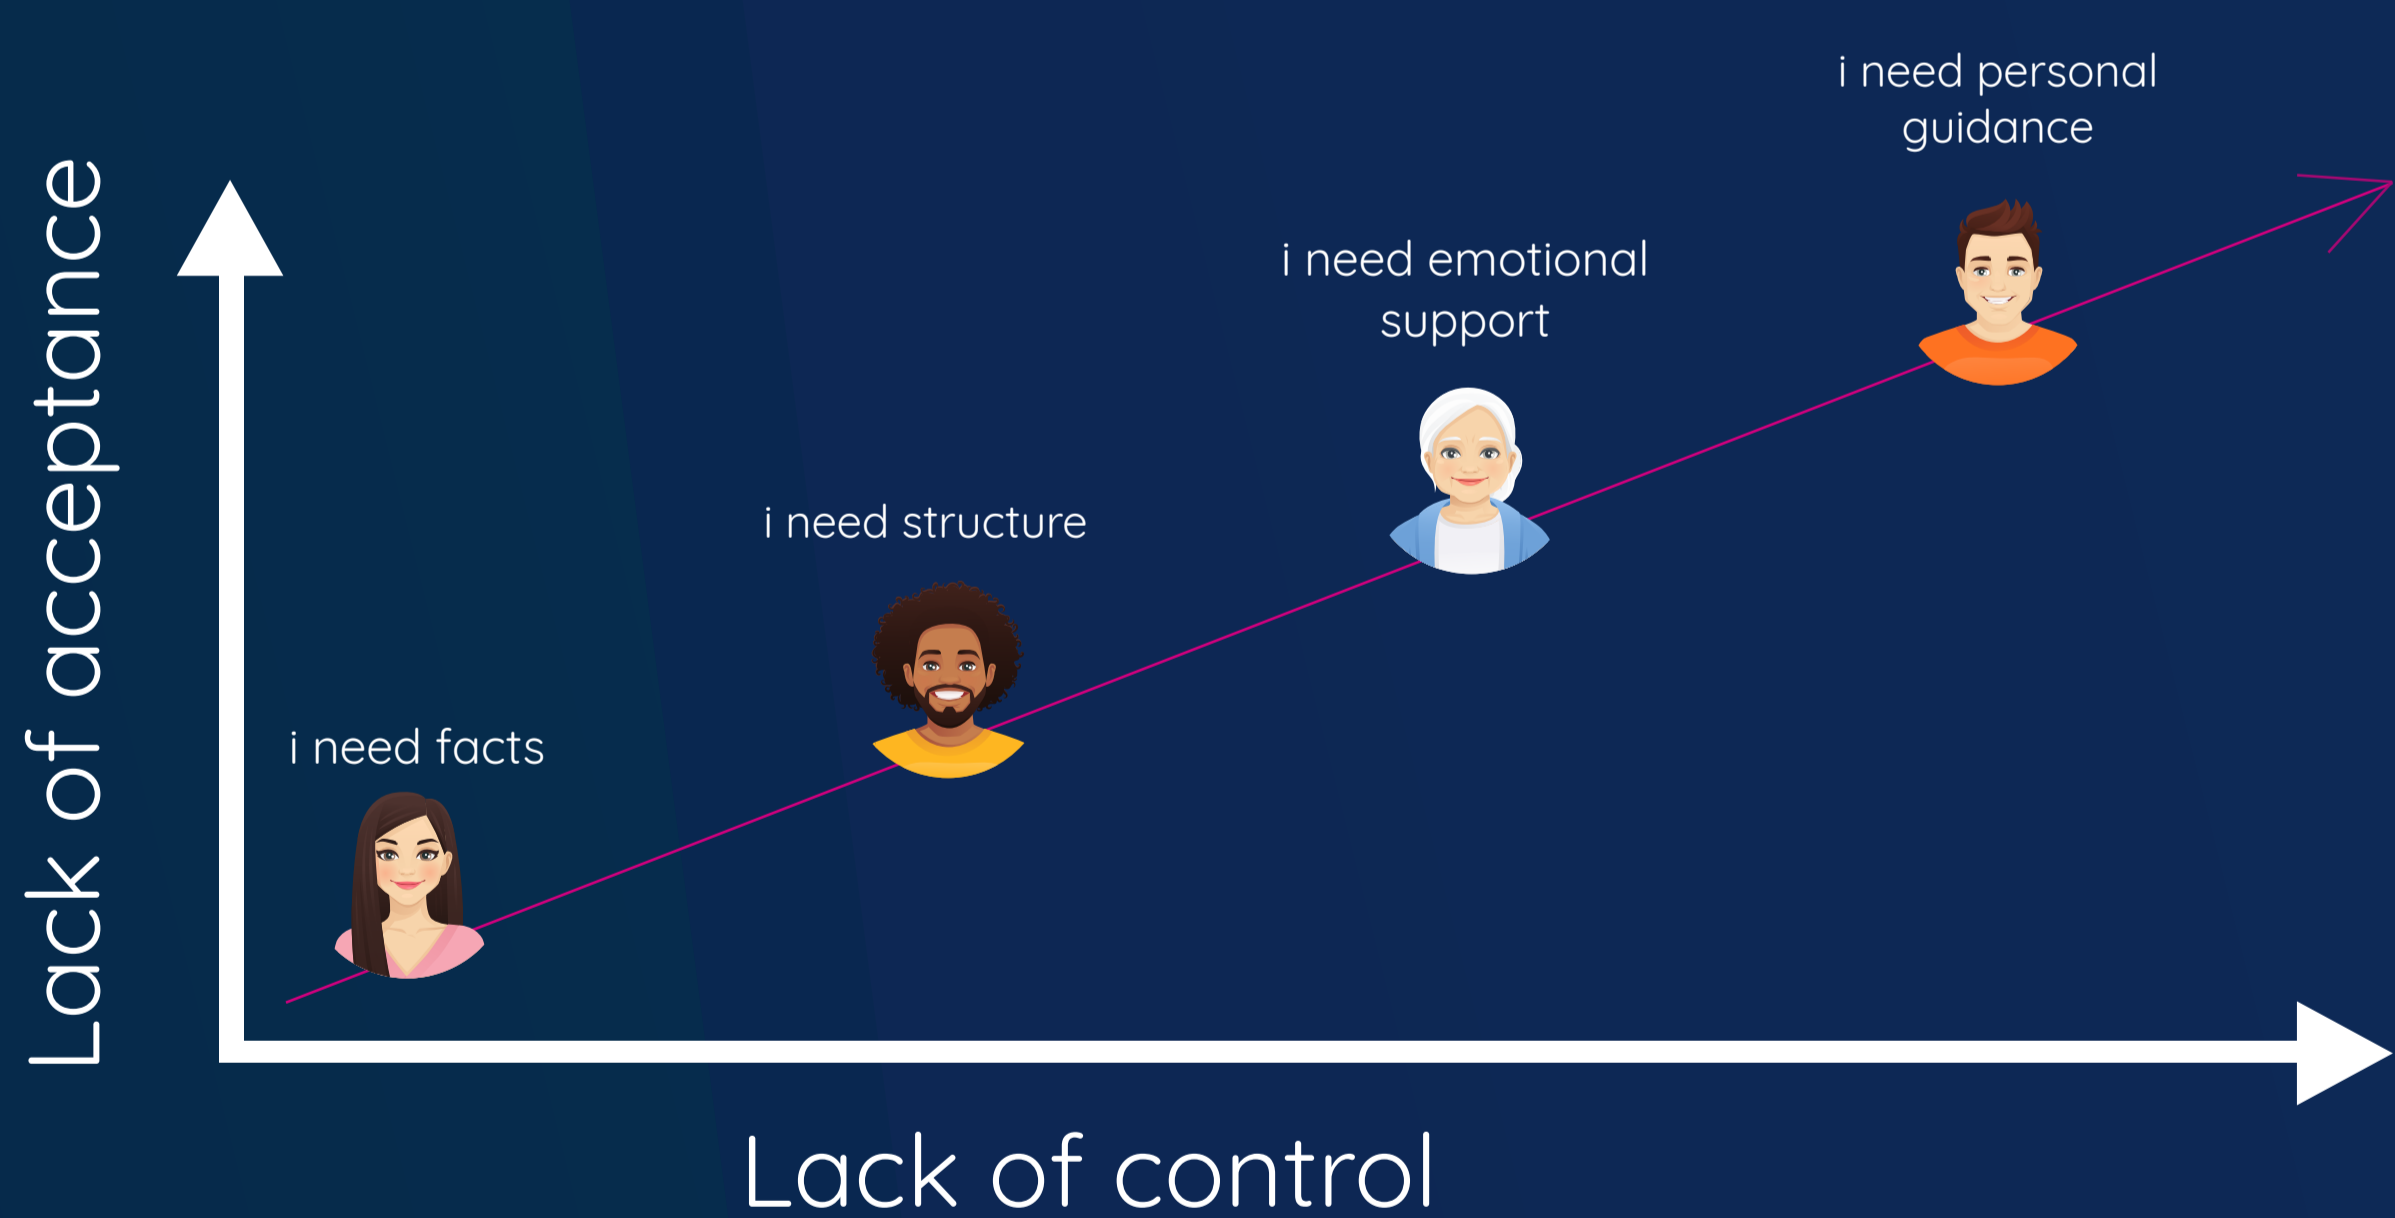 i need personal
guidance
i need emotional
support
i need structure
i need facts
Lack of acceptance
Lack of control